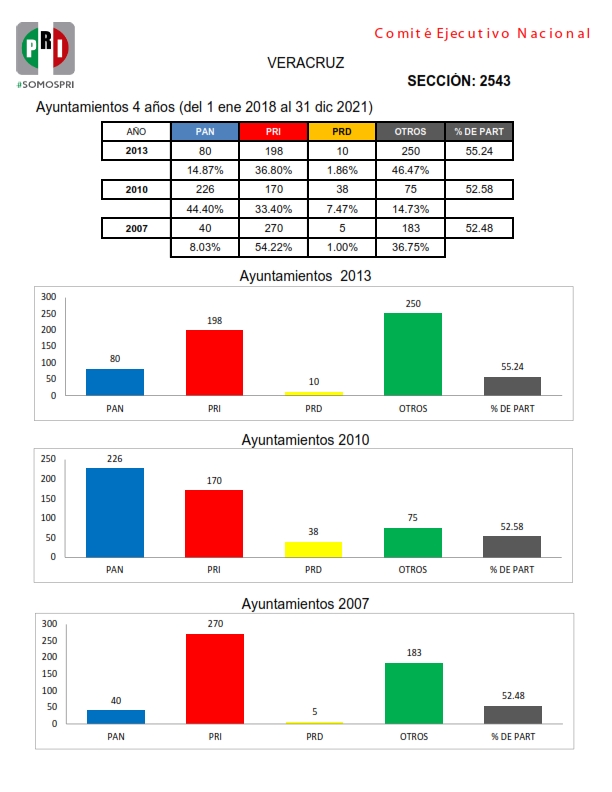 Comité Ejecutivo Nacional
PRI
#SOMOSPRI
VERACRUZ
SECCIÓN: 2543
Ayuntamientos 4 años (del 1 ene 2018 al 31 dic 2021)
AÑO PAN PRI PRD OTROS % DE PART
2013 80 198 10 250 55.24
14.87% 36.80% 1.86% 46.47%
2010 226 170 38 75 52.58
44.40% 33.40% 7.47% 14.73%
2007 40 270 5 183 52.48
8.03% 54.22% 1.00% 36.75%
Ayuntamientos 2013
300
250
200
150
100
50
0
80 198 10 250 55.24
PAN PRI PRD OTROS % DE PART
Ayuntamientos 2010
250
200
150
100
50
0
226 170 38 75 52.58
PAN PRI PRD OTROS % DE PART
Ayuntamientos 2007
300
250
200
150
100
50
0
40 270 5 183 52.48
PAN PRI PRD OTROS % DE PART